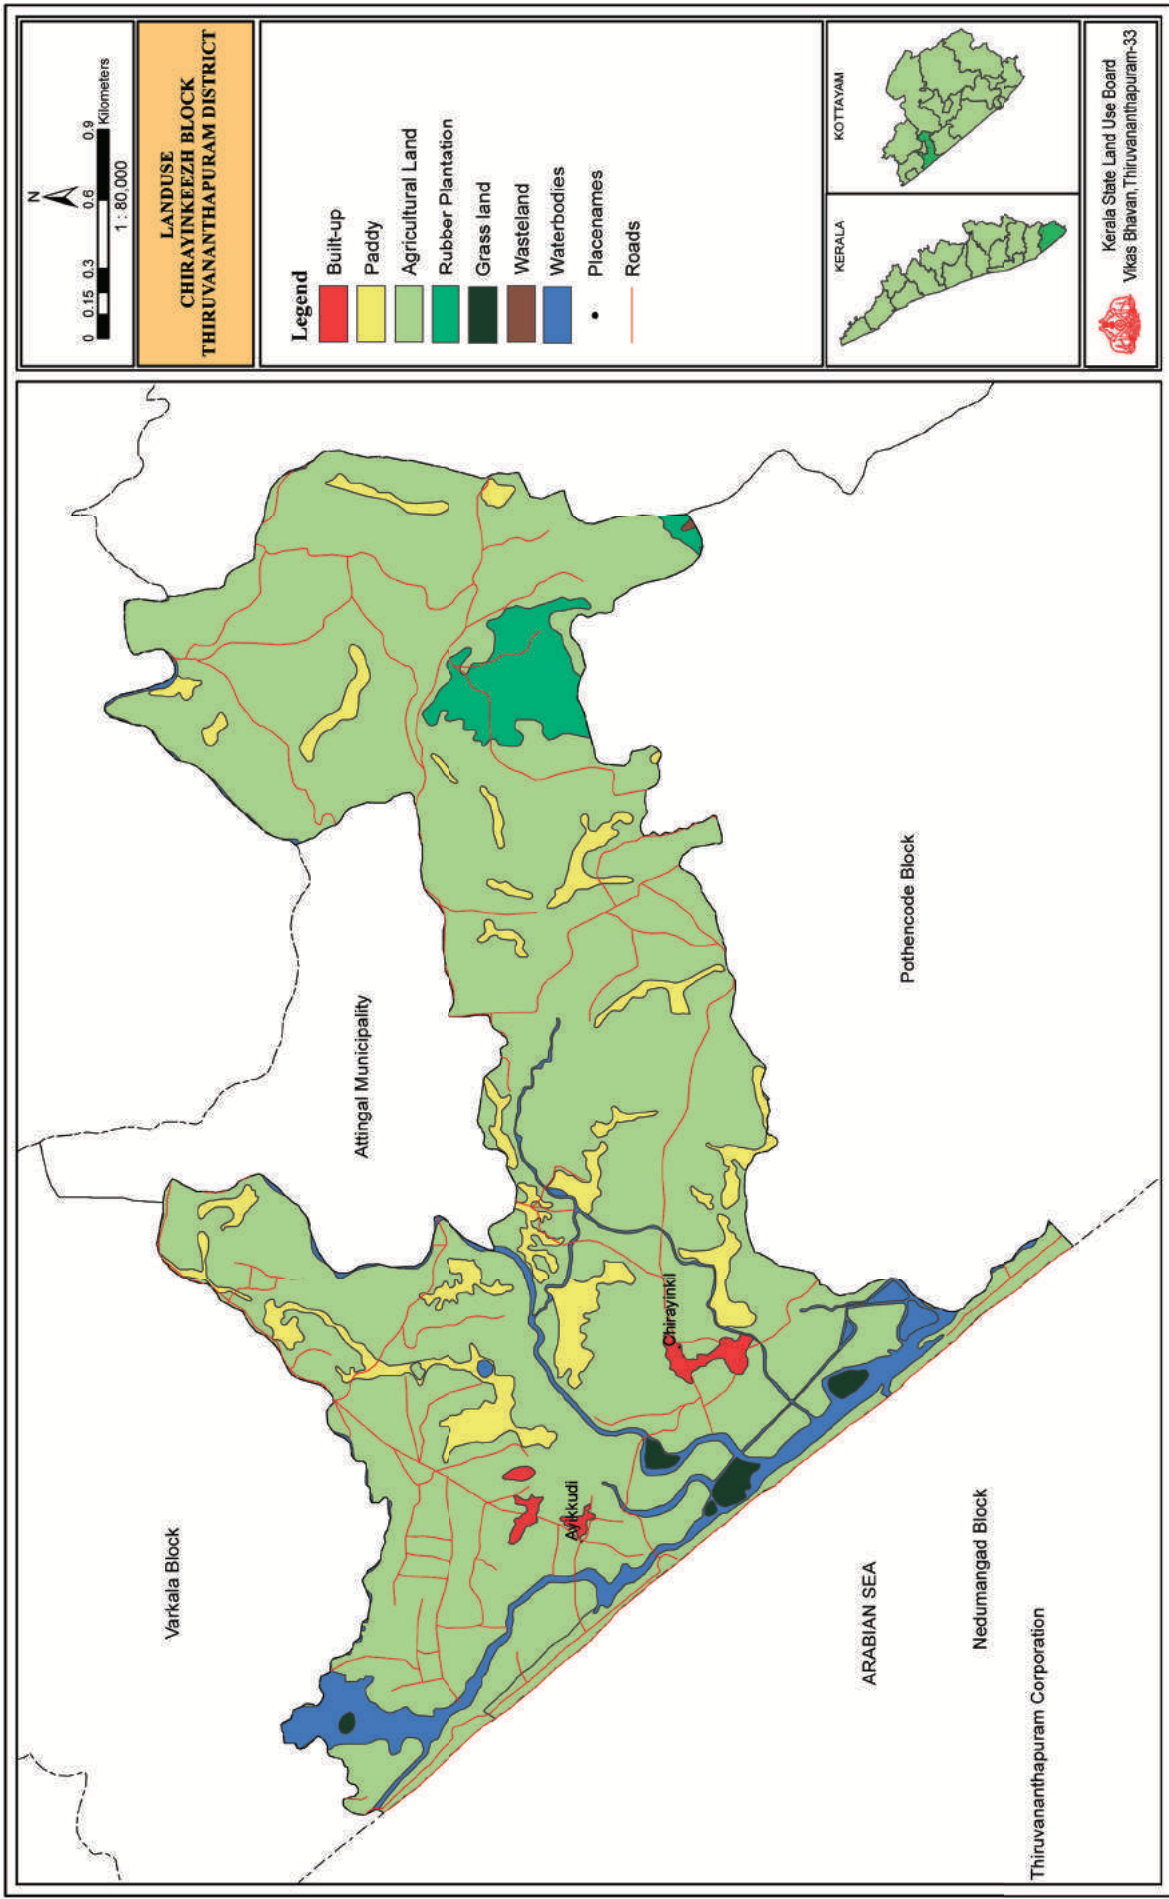 N
0 0.15 0.3 0.6 0.9
Kilometers
1 : 80,000
LANDUSE
CHIRAYINKEEZH BLOCK
THIRUVANANTHAPURAM DISTRICT
Legend
Built-up
Paddy
Agricultural Land
Rubber Plantation
Grass land
Wasteland
Waterbodies
Placenames
Roads
KERALA
KOTTAYAM
Kerala State Land Use Board
Vikas Bhavan,Thiruvananthapuram-33
Varkala Block
Attingal Municipality
Ayikkudi
Chirayinkil
Pothencode Block
ARABIAN SEA
Nedumangad Block
Thiruvananthapuram Corporation